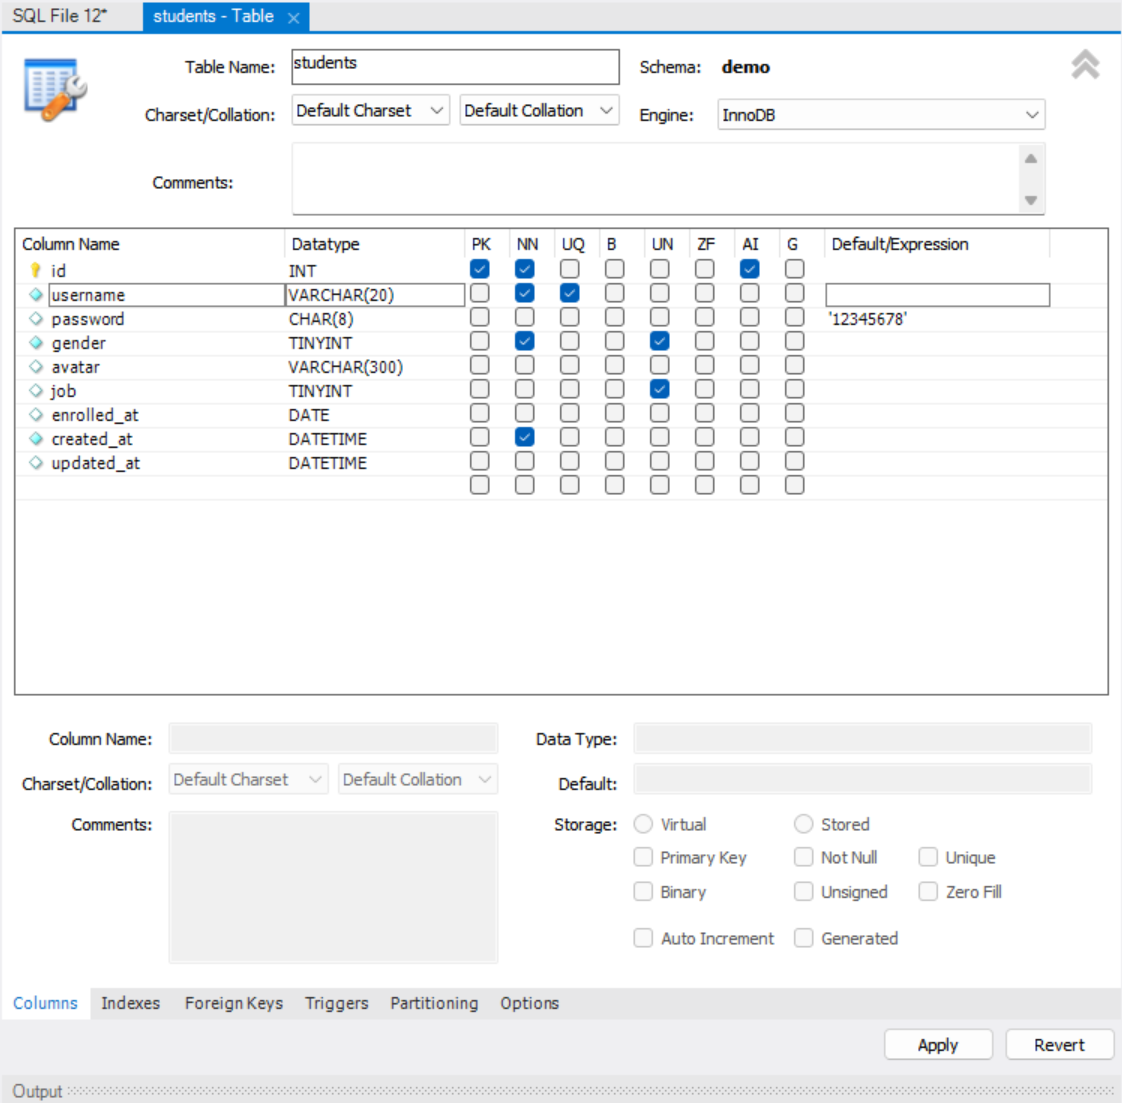 SQL File 12* students - Table
Table Name: students Schema: demo
Charset/Collation: Default Charset Default Collation Engine: InnoDB
Comments:
Column Name Datatype PK NN UQ B UN ZF AI G Default/Expression
id INT
username VARCHAR(20)
password CHAR(8) '12345678'
gender TINYINT
avatar VARCHAR(300)
job TINYINT
enrolled_at DATE
created_at DATETIME
updated_at DATETIME
Column Name: Data Type:
Charset/Collation: Default Charset Default Collation Default:
Comments: Storage: Virtual Stored
Primary Key Not Null Unique
Binary Unsigned Zero Fill
Auto Increment Generated
Columns Indexes Foreign Keys Triggers Partitioning Options
Apply Revert
Output